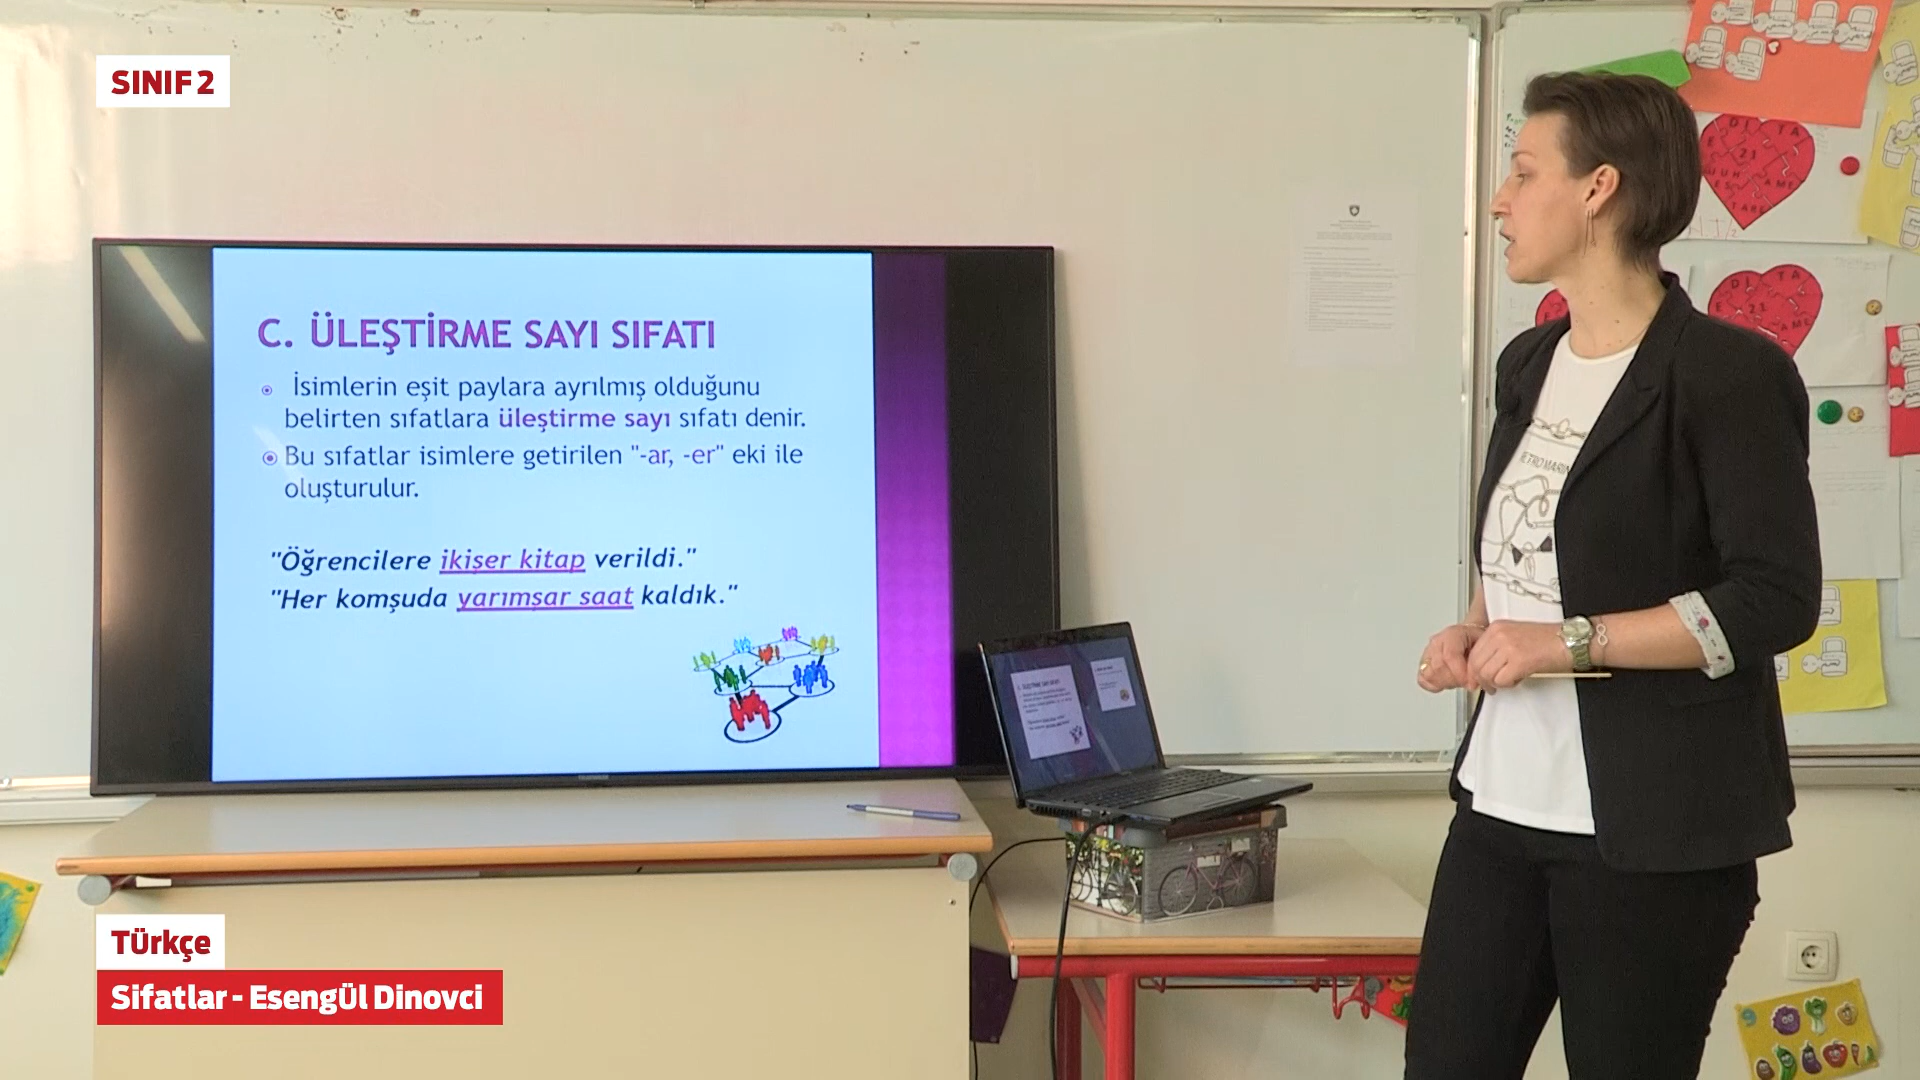 SINIF 2
C. ÜLEŞTİRME SAYI SIFATI
İsimlerin eşit paylara ayrılmış olduğunu
belirten sıfatlara üleştirme sayı sıfatı denir.
Bu sıfatlar isimlere getirilen "-ar, -er" eki ile
oluşturulur.
"Öğrencilere ikişer kitap verildi."
"Her komşuda yarımşar saat kaldık."
Türkçe
Sifatlar - Esengül Dinovci